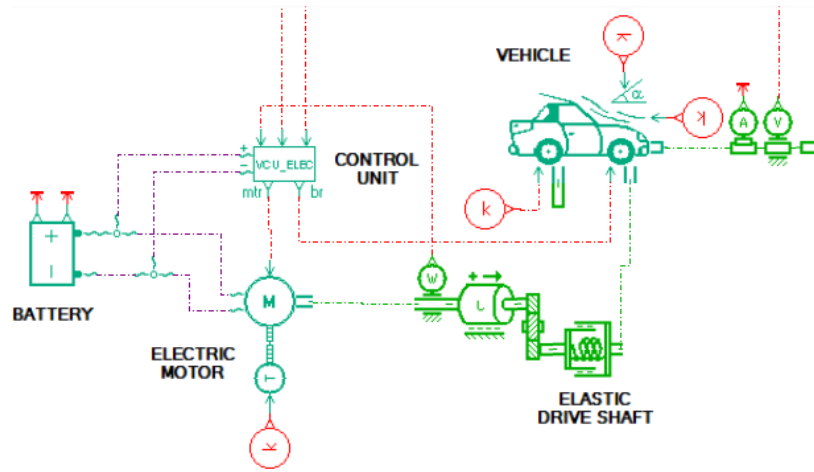 K
VEHICLE
α
k
A
V
+
−
VCU_ELEC
CONTROL
UNIT
mtr
br
k
+
W
+
BATTERY
M
ELECTRIC
MOTOR
T
k
ELASTIC
DRIVE SHAFT